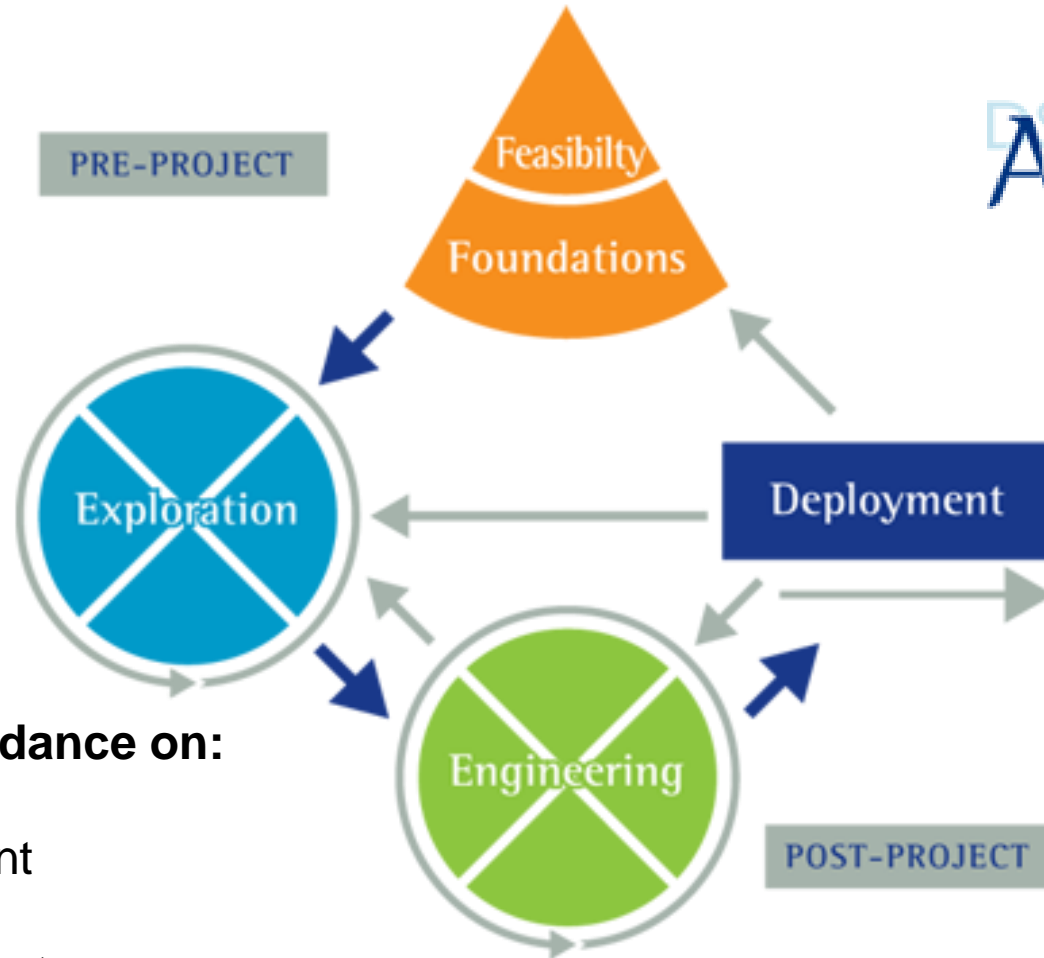 PRE-PROJECT
Feasibilty
Foundations
Exploration
Deployment
dance on:
Engineering
nt
POST-PROJECT